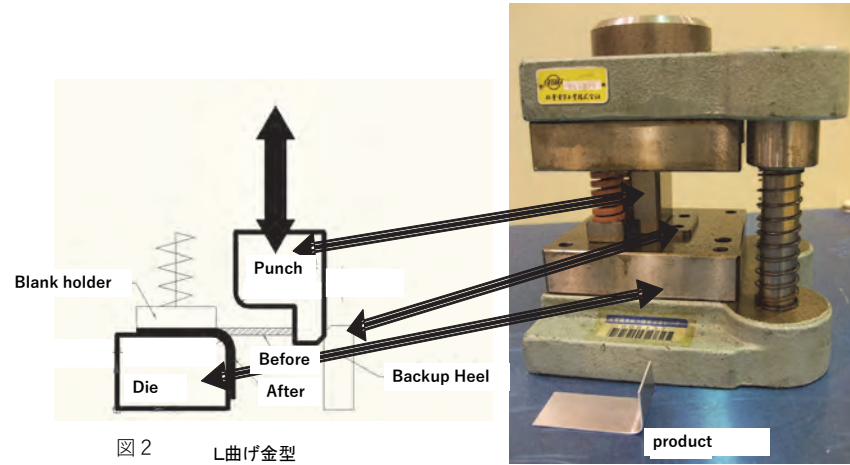 Punch
Blank holder
Before
Die
After
Backup Heel
図2
L曲げ金型
product